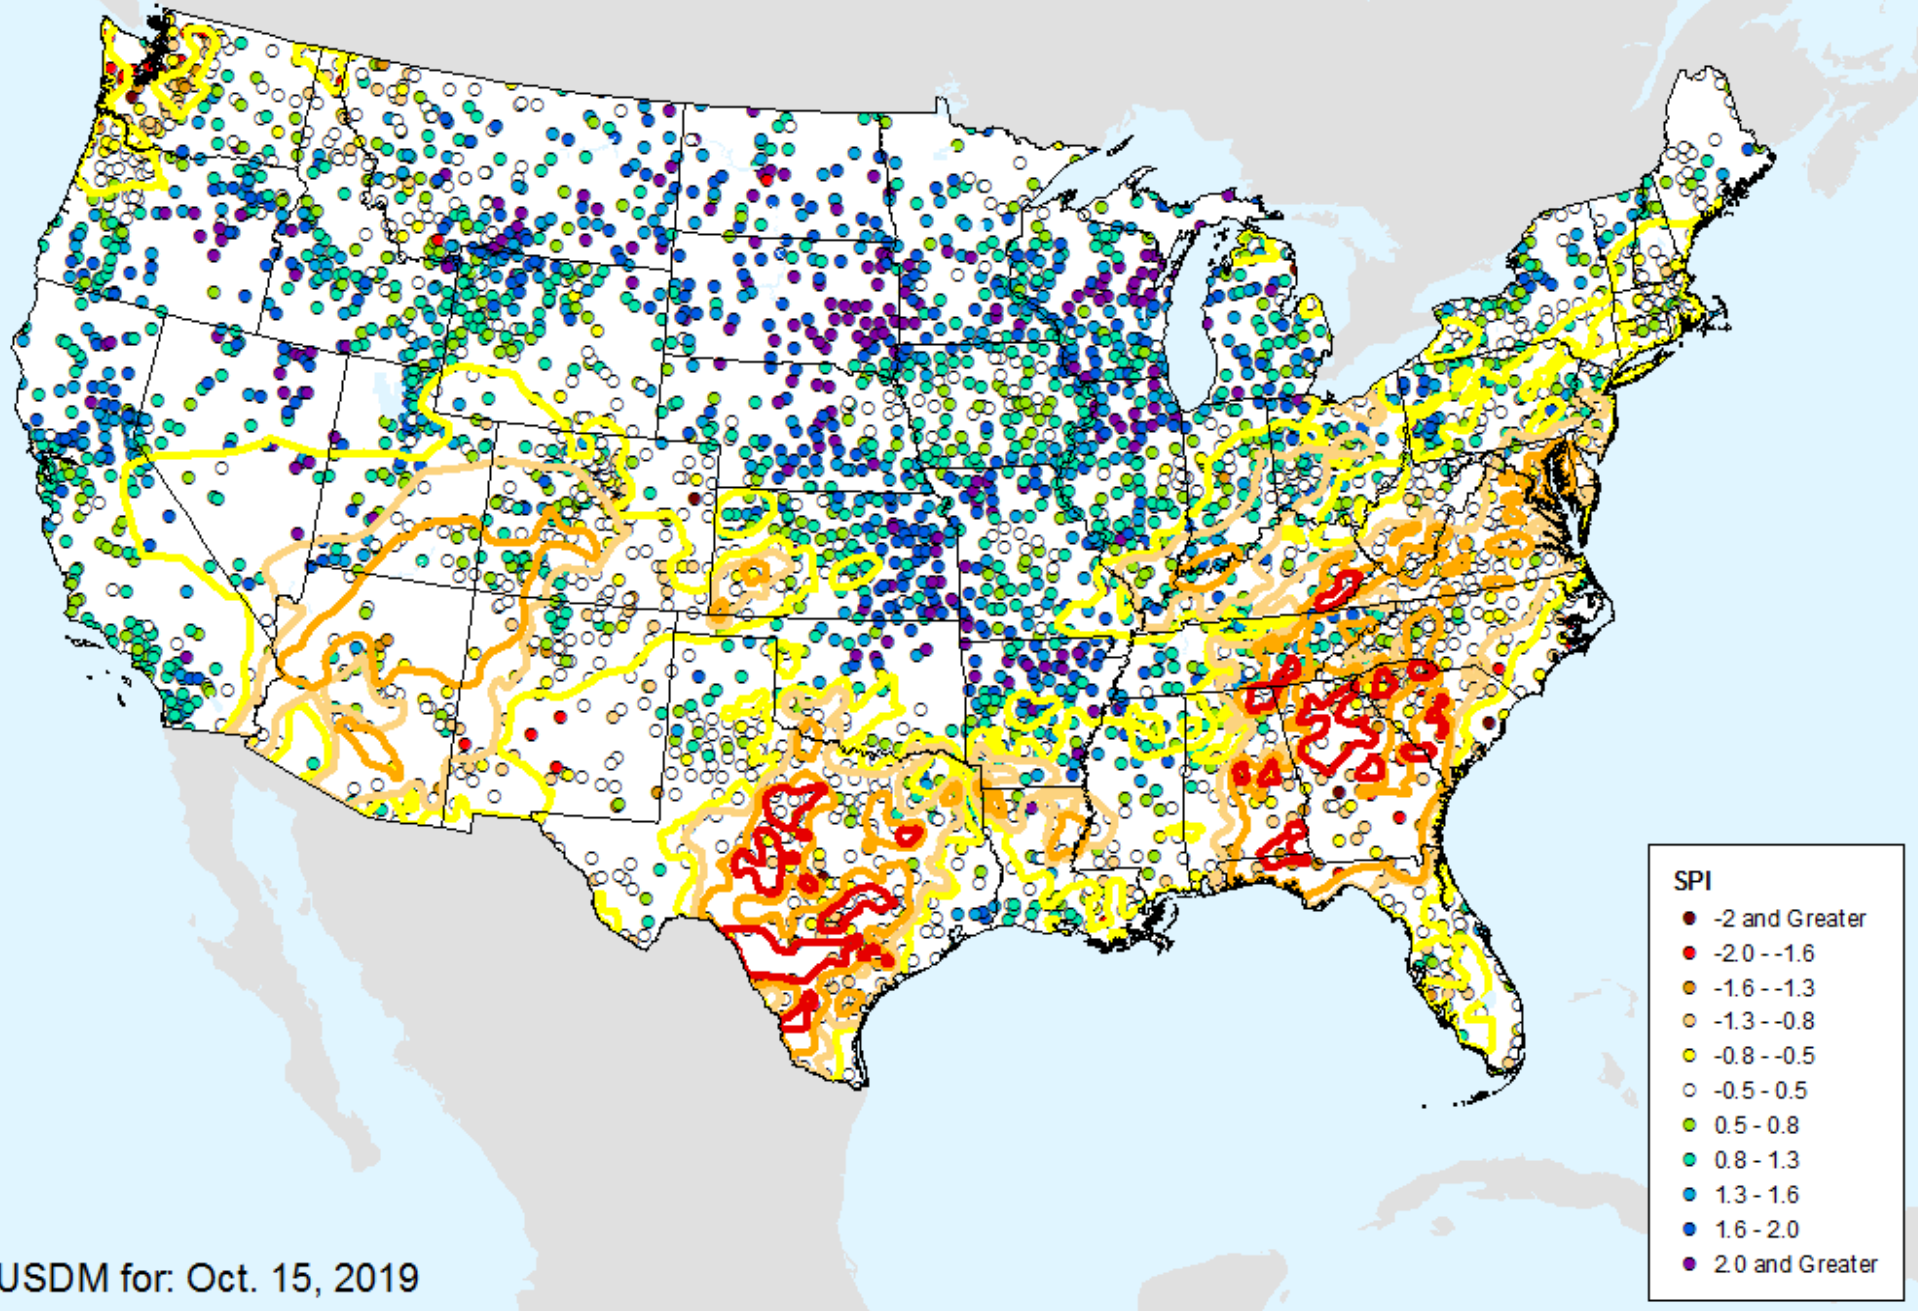 SPI
-2 and Greater
-2.0 - -1.6
-1.6 - -1.3
-1.3 - -0.8
-0.8 - -0.5
-0.5 - 0.5
0.5 - 0.8
0.8 - 1.3
1.3 - 1.6
1.6 - 2.0
2.0 and Greater
USDM for: Oct. 15, 2019